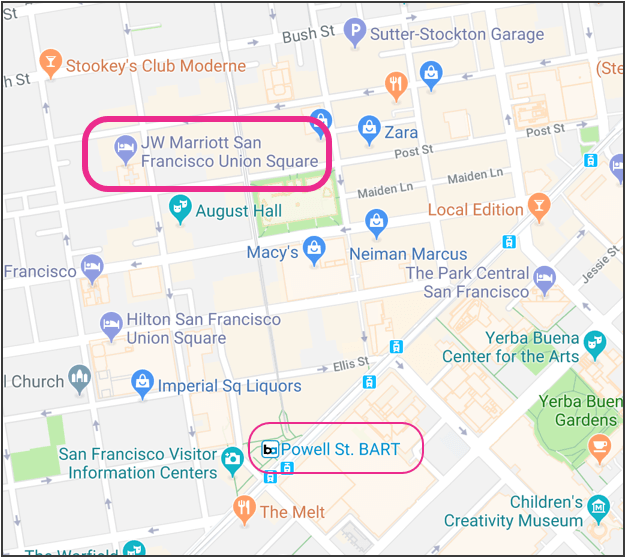 Bush St
Sutter-Stockton Garage
h St
Stookey's Club Moderne
(Ste
JW Marriott San
Francisco Union Square
Zara
Post St
Post St
Maiden Ln
Maiden Ln
August Hall
Local Edition
Macy's
Neiman Marcus
Francisco
The Park Central
San Francisco
Jessie St
Hilton San Francisco
Union Square
Yerba Buena
Center for the Arts
Ellis St
l Church
Imperial Sq Liquors
Yerba Buen
Gardens
ba
Powell St. BART
San Francisco Visitor
Information Centers
The Melt
Children's
Creativity Museum
The Warfield